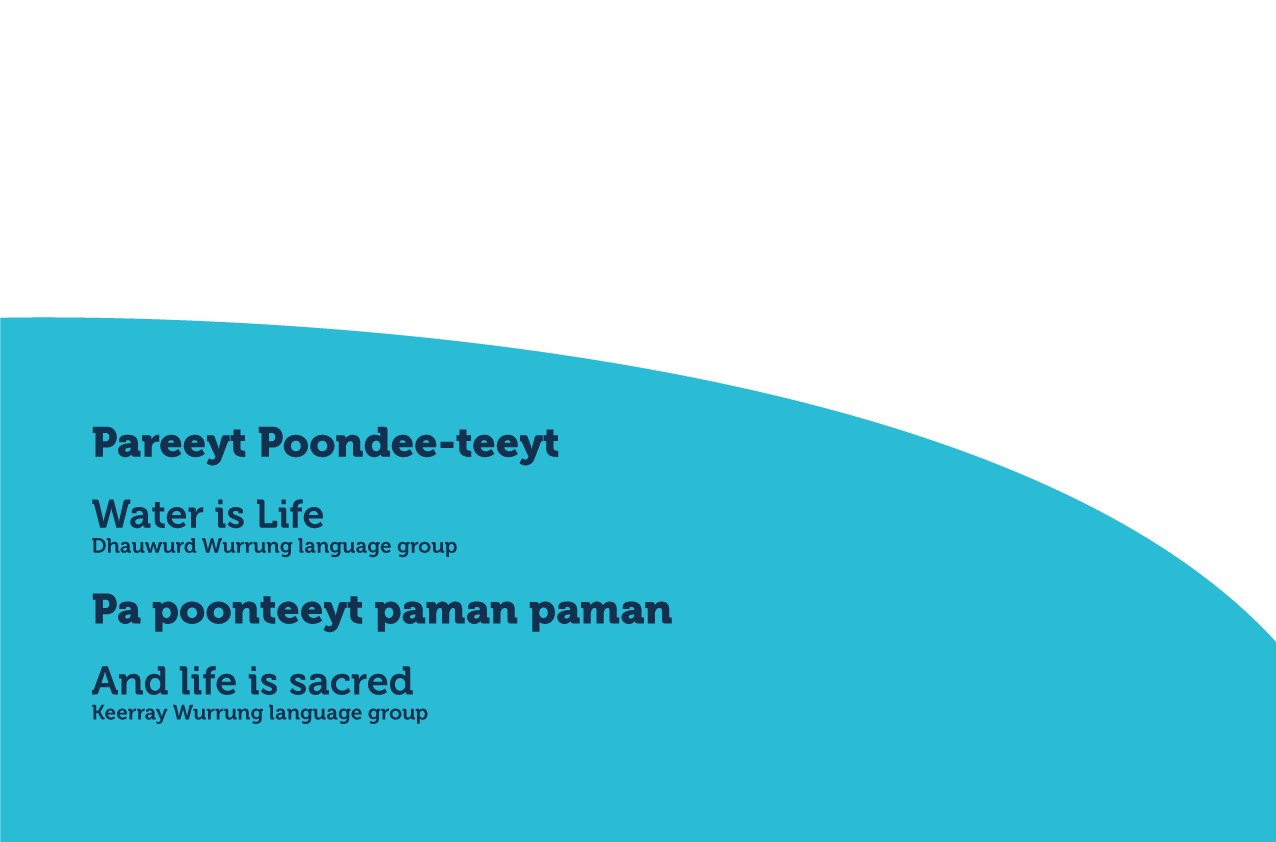 Pareeyt Poondee-teeyt
Water is Life
Dhauwurd Wurrung language group
Pa poonteeyt paman paman
And life is sacred
Keerray Wurrung language group